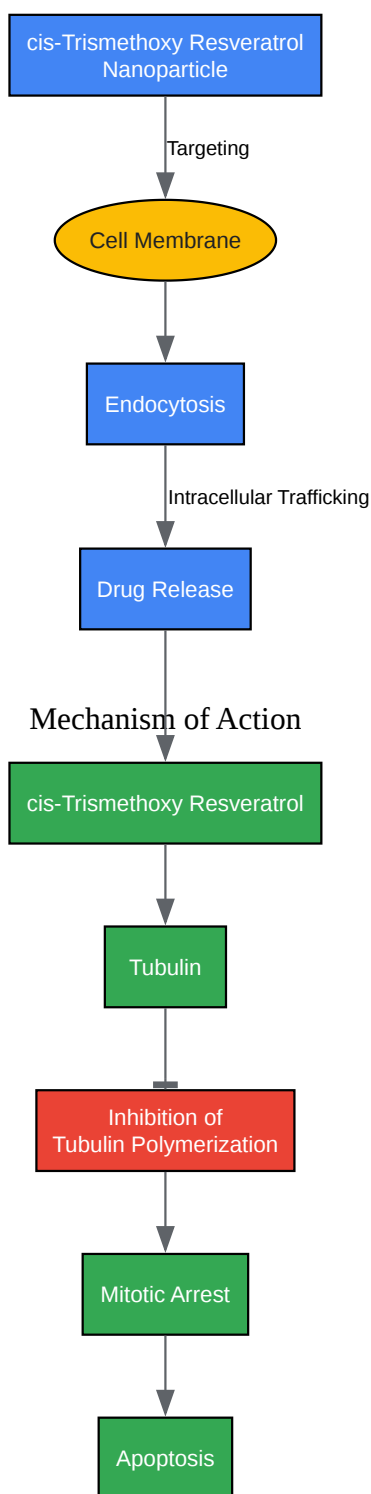 cis-Trismethoxy Resveratrol
Nanoparticle
Targeting
Cell Membrane
Endocytosis
Intracellular Trafficking
Drug Release
Mechanism of Action
cis-Trismethoxy Resveratrol
Tubulin
Inhibition of
Tubulin Polymerization
Mitotic Arrest
Apoptosis